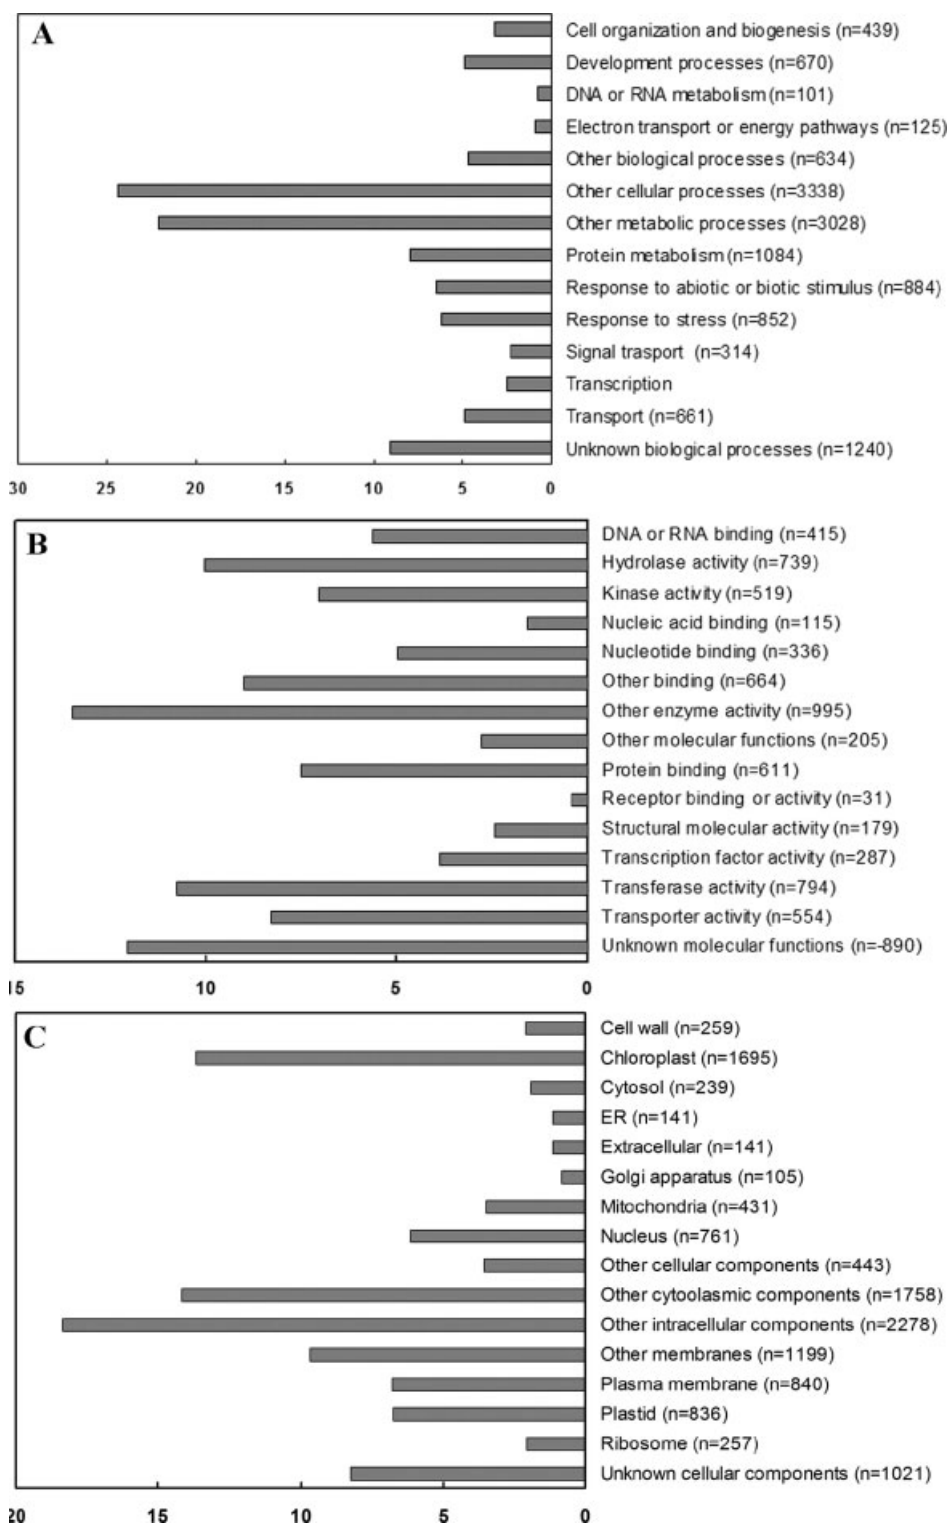 A
Cell organization and biogenesis (n=439)
Development processes (n=670)
DNA or RNA metabolism (n=101)
Electron transport or energy pathways (n=125)
Other biological processes (n=634)
Other cellular processes (n=3338)
Other metabolic processes (n=3028)
Protein metabolism (n=1084)
Response to abiotic or biotic stimulus (n=884)
Response to stress (n=852)
Signal trasport (n=314)
Transcription
Transport (n=661)
Unknown biological processes (n=1240)
30 25 20 15 10 5 0
B
DNA or RNA binding (n=415)
Hydrolase activity (n=739)
Kinase activity (n=519)
Nucleic acid binding (n=115)
Nucleotide binding (n=336)
Other binding (n=664)
Other enzyme activity (n=995)
Other molecular functions (n=205)
Protein binding (n=611)
Receptor binding or activity (n=31)
Structural molecular activity (n=179)
Transcription factor activity (n=287)
Transferase activity (n=794)
Transporter activity (n=554)
Unknown molecular functions (n=-890)
15 10 5 0
C
Cell wall (n=259)
Chloroplast (n=1695)
Cytosol (n=239)
ER (n=141)
Extracellular (n=141)
Golgi apparatus (n=105)
Mitochondria (n=431)
Nucleus (n=761)
Other cellular components (n=443)
Other cytoolasmic components (n=1758)
Other intracellular components (n=2278)
Other membranes (n=1199)
Plasma membrane (n=840)
Plastid (n=836)
Ribosome (n=257)
Unknown cellular components (n=1021)
20 15 10 5 0